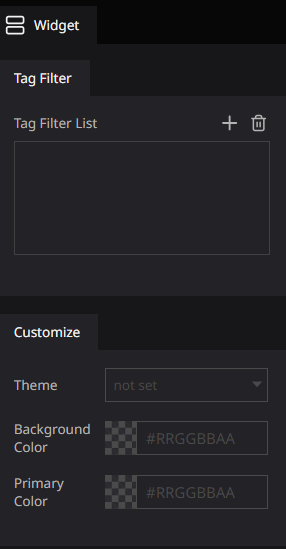 Widget
Tag Filter
Tag Filter List
Customize
Theme
not set
Background
Color
#RRGGBBAA
Primary
Color
#RRGGBBAA